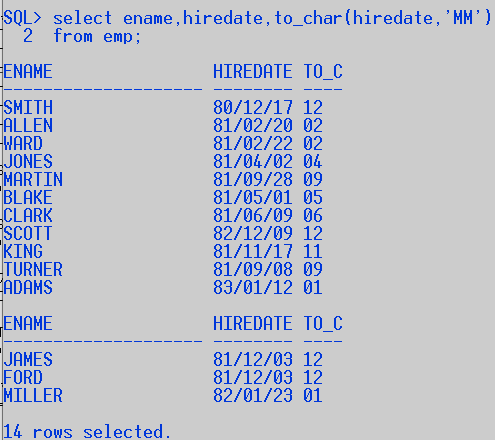 SQL> select ename,hiredate,to_char(hiredate,'MM')
  2  from emp;
ENAME                HIREDATE TO_C
-------------------- -------- ----
SMITH                80/12/17 12
ALLEN                81/02/20 02
WARD                 81/02/22 02
JONES                81/04/02 04
MARTIN               81/09/28 09
BLAKE                81/05/01 05
CLARK                81/06/09 06
SCOTT                82/12/09 12
KING                 81/11/17 11
TURNER               81/09/08 09
ADAMS                83/01/12 01
ENAME                HIREDATE TO_C
-------------------- -------- ----
JAMES                81/12/03 12
FORD                 81/12/03 12
MILLER               82/01/23 01
14 rows selected.